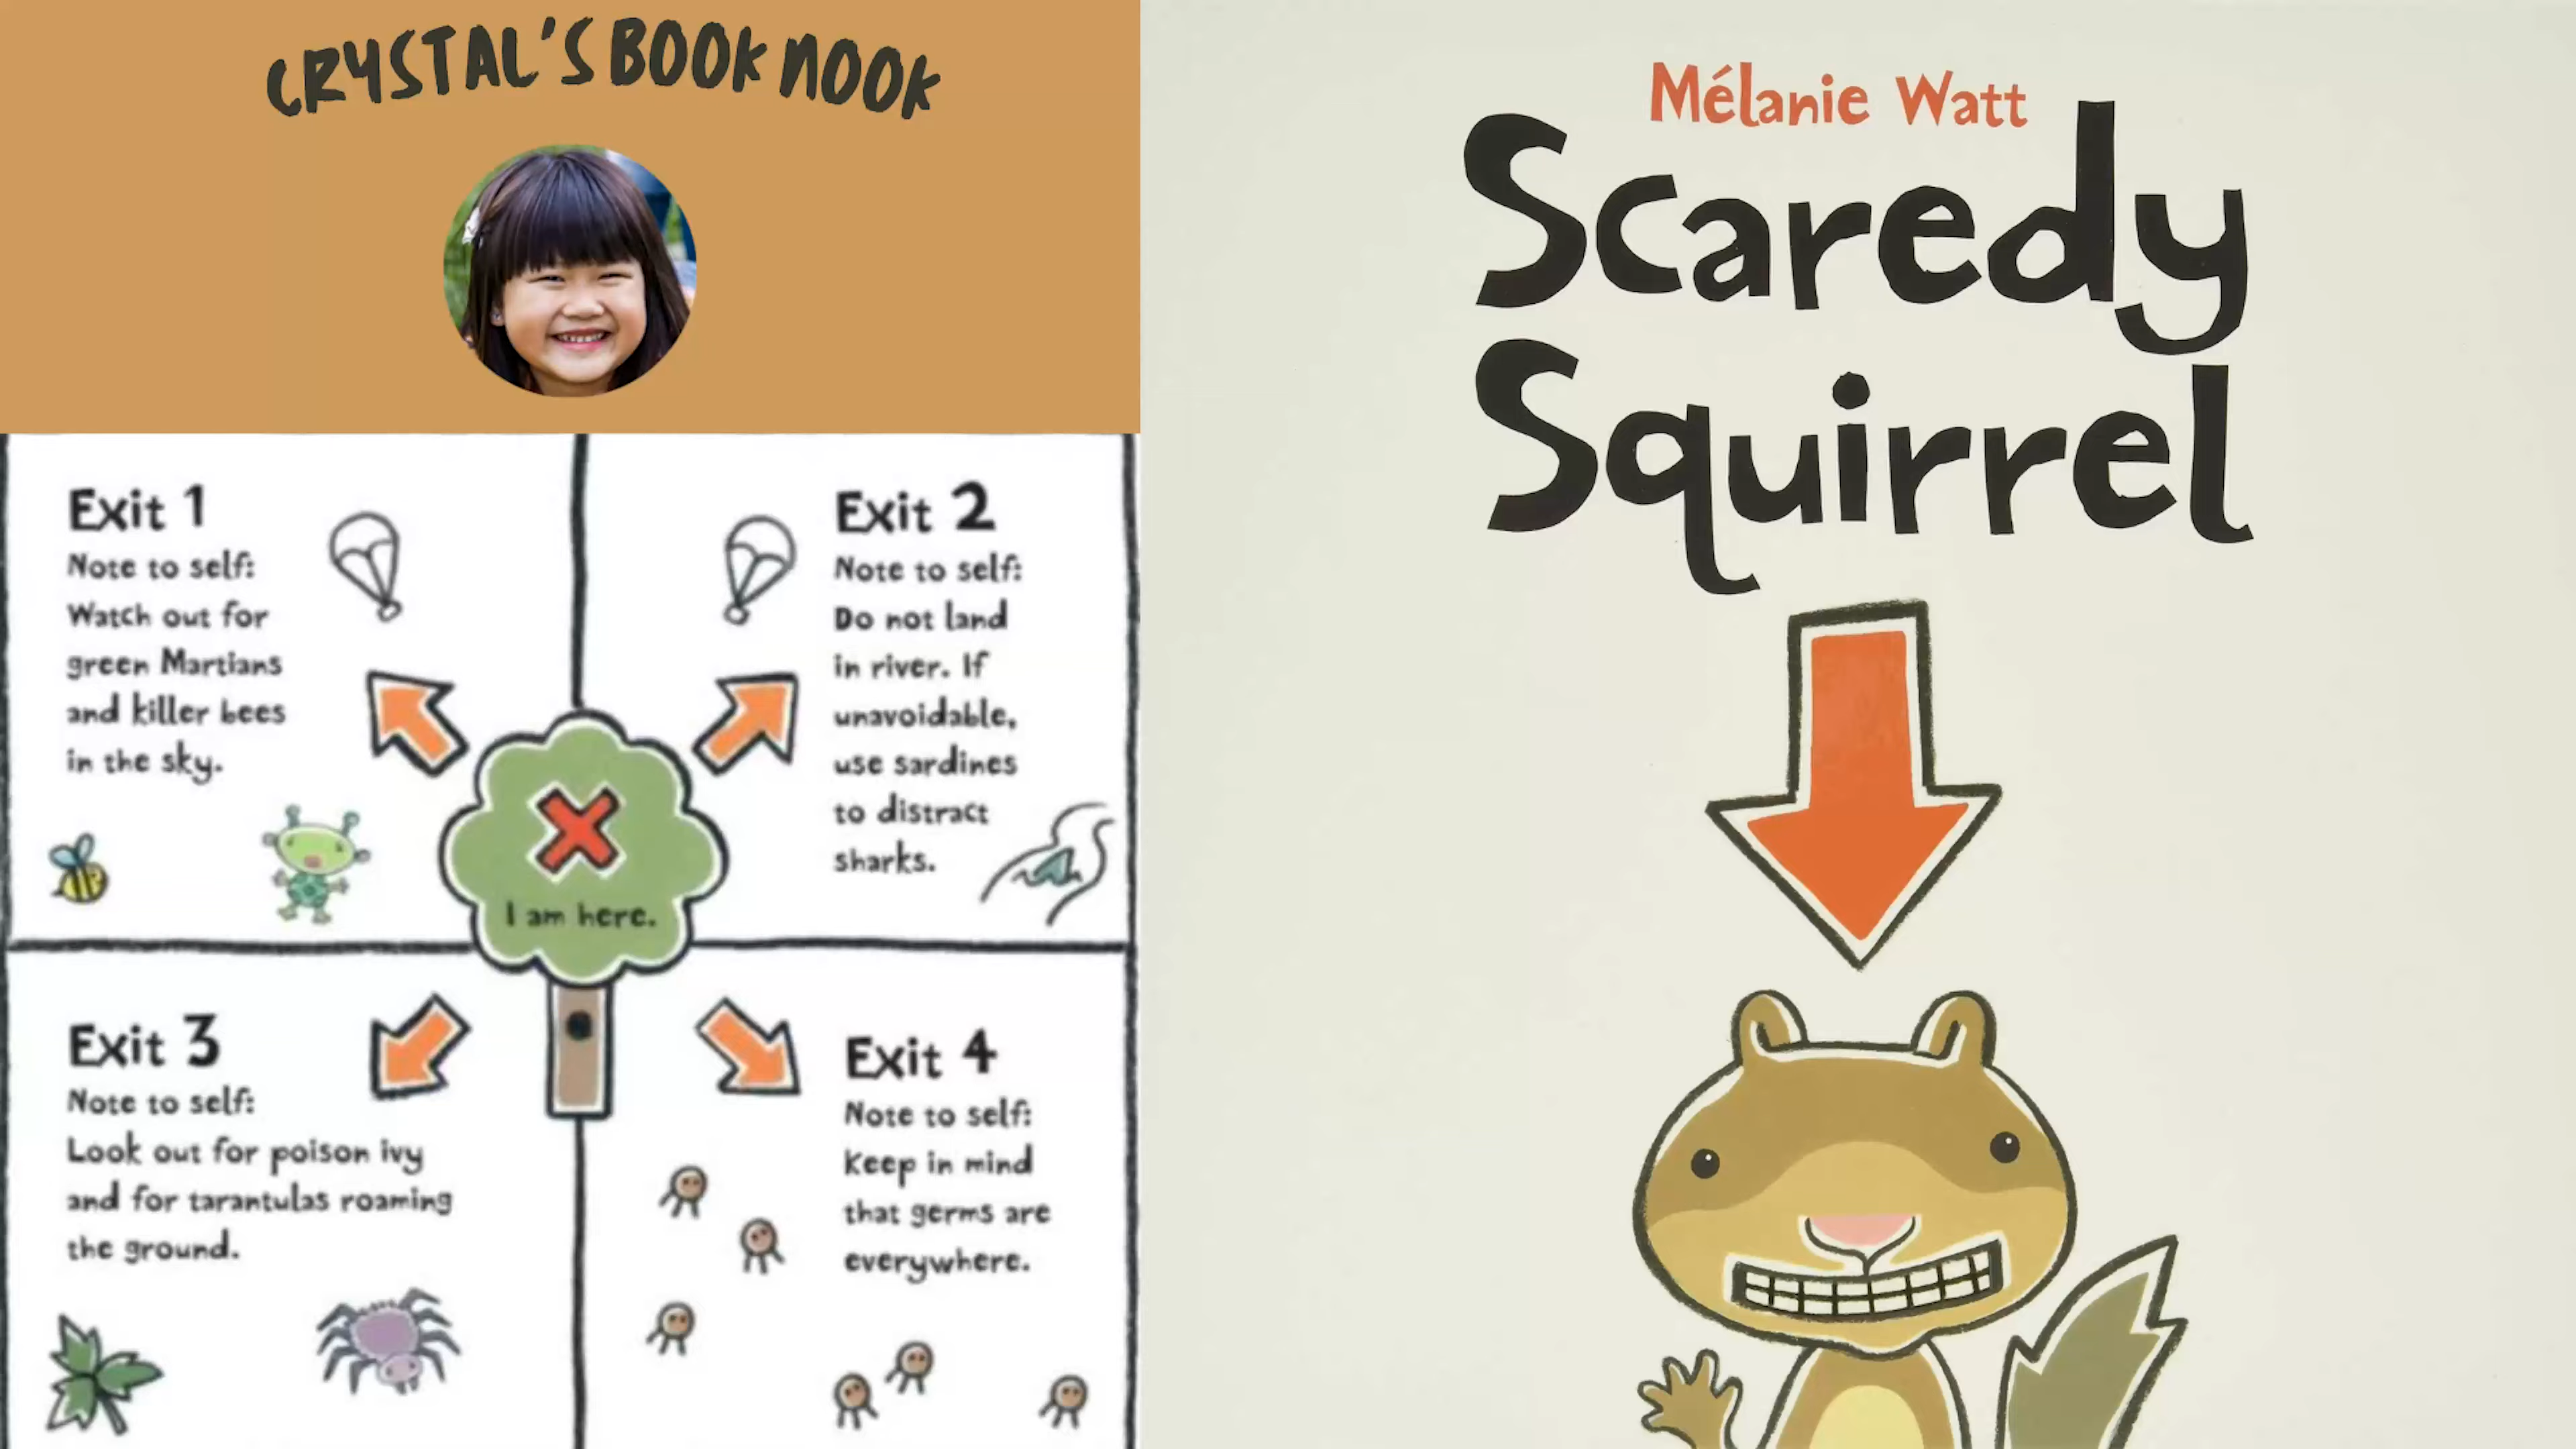 CRYSTAL'S BOOK NOOK
Exit 1
Note to self:
Watch out for
green Martians
and killer bees
in the sky.
Exit 2
Note to self:
Do not land
in river. If
unavoidable,
use sardines
to distract
sharks.
I am here.
Exit 3
Note to self:
Look out for poison ivy
and for tarantulas roaming
the ground.
Exit 4
Note to self:
Keep in mind
that germs are
everywhere.
Mélanie Watt
Scaredy
Squirrel